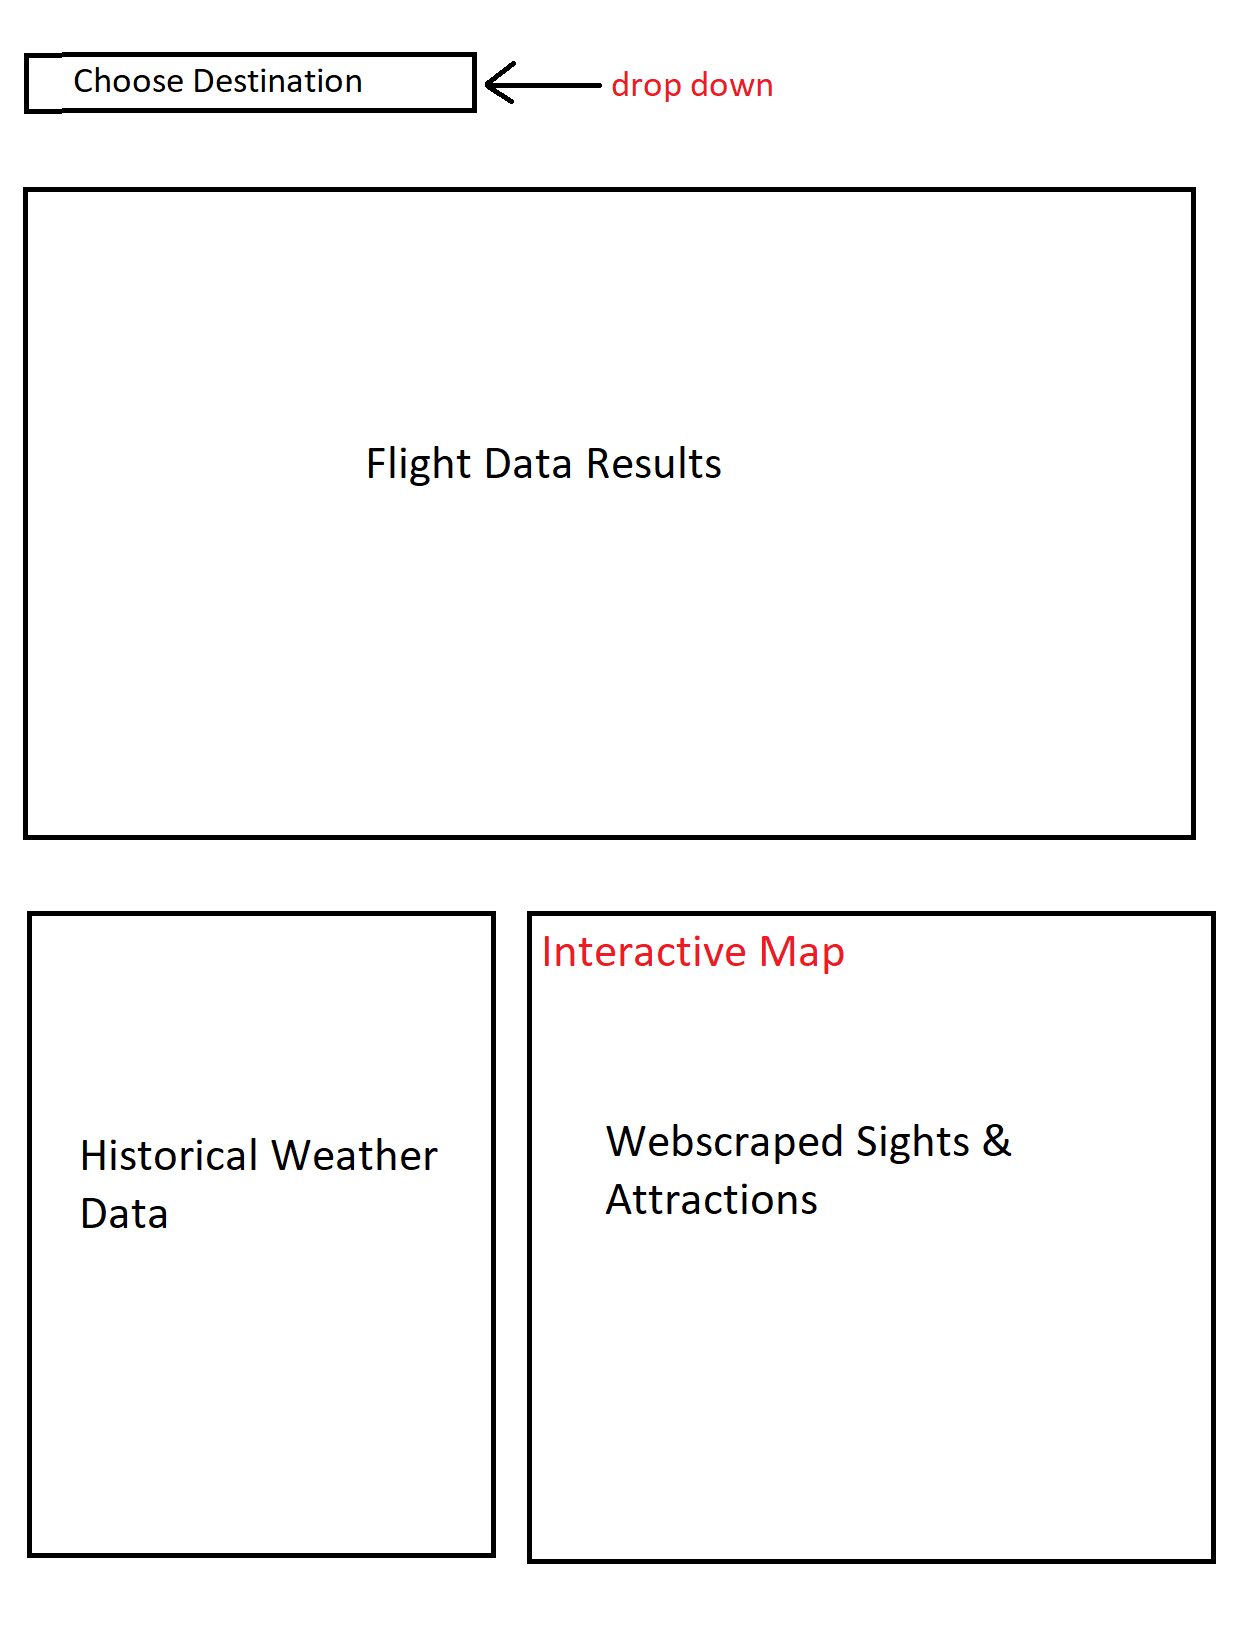 Choose Destination
drop down
Flight Data Results
Interactive Map
Historical Weather
Data
Webscraped Sights &
Attractions